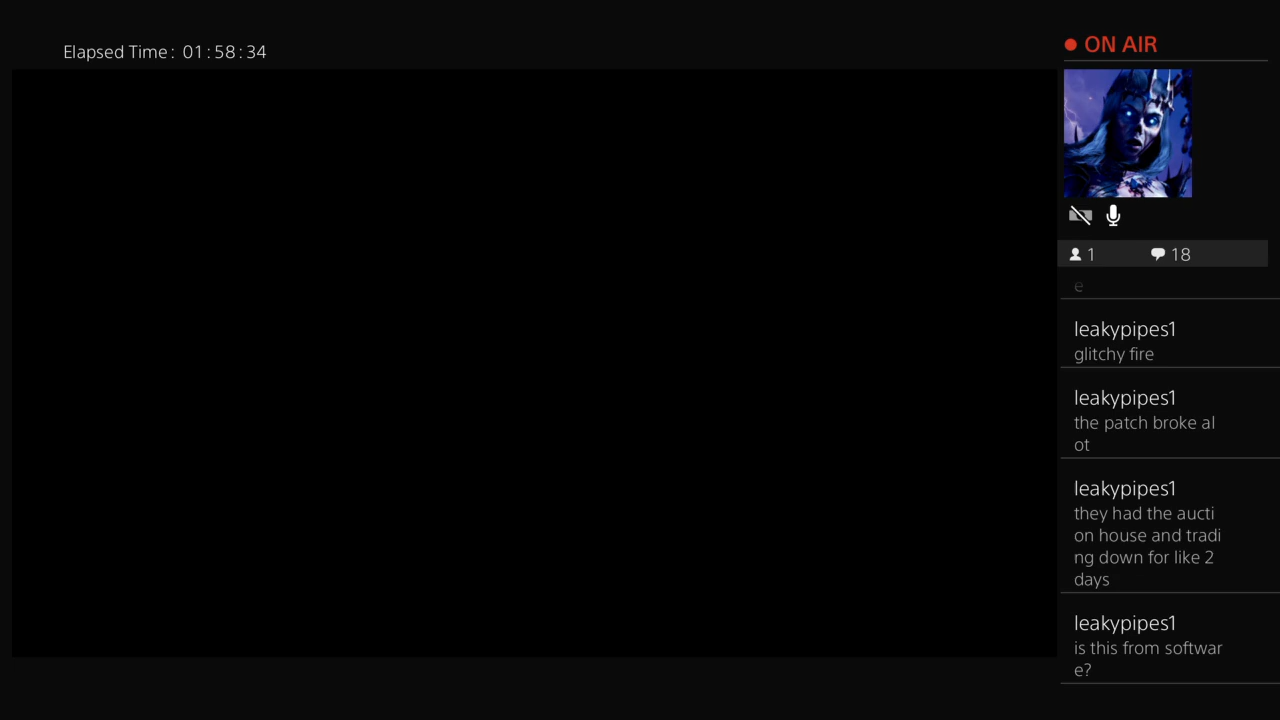 Elapsed Time: 01:58:34
ON AIR
1 18
e
leakypipes1
glitchy fire
leakypipes1
the patch broke al
ot
leakypipes1
they had the aucti
on house and tradi
ng down for like 2
days
leakypipes1
is this from softwar
e?